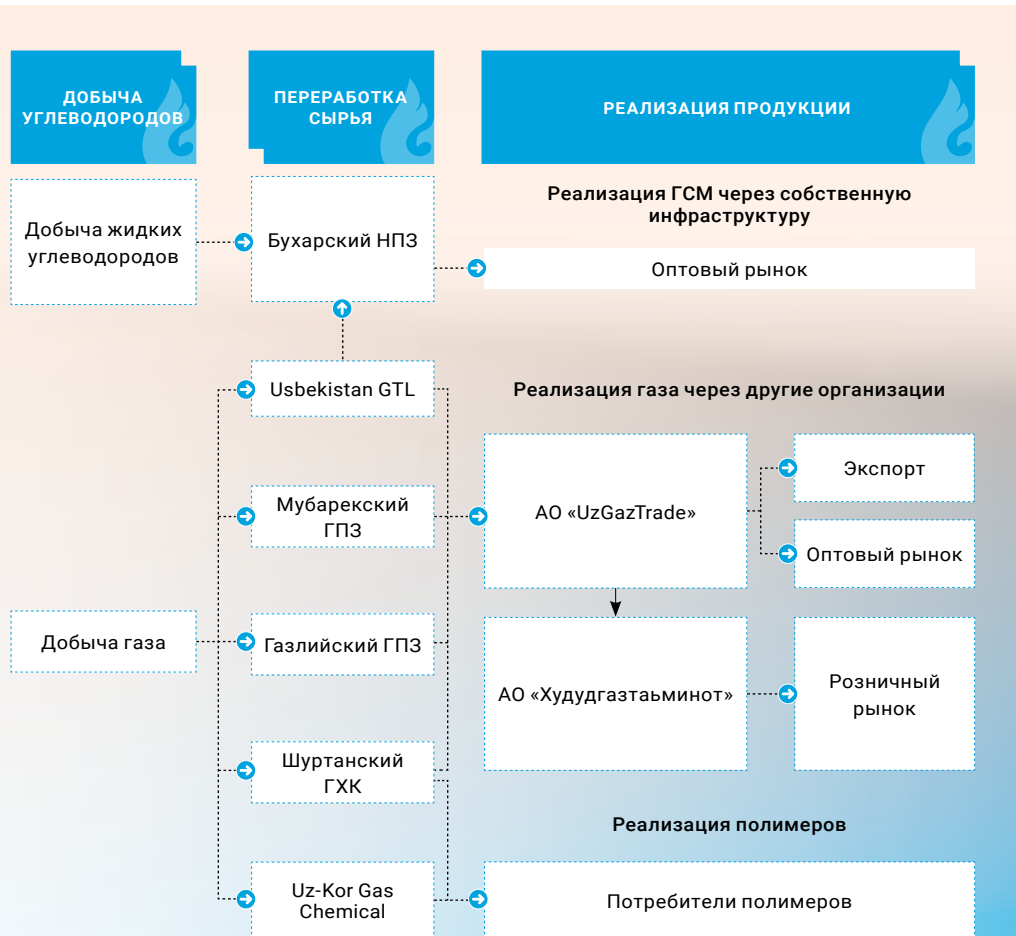 ДОБЫЧА
УГЛЕВОДОРОДОВ
ПЕРЕРАБОТКА
СЫРЬЯ
РЕАЛИЗАЦИЯ ПРОДУКЦИИ
Добыча жидких
углеводородов
Бухарский НПЗ
Реализация ГСМ через собственную
инфраструктуру
Оптовый рынок
Usbekistan GTL
Реализация газа через другие организации
Мубарекский
ГПЗ
АО «UzGazTrade»
Экспорт
Оптовый рынок
Добыча газа
Газлийский ГПЗ
АО «Худудгазтаьминот»
Розничный
рынок
Шуртанский
ГХК
Реализация полимеров
Uz-Kor Gas
Chemical
Потребители полимеров